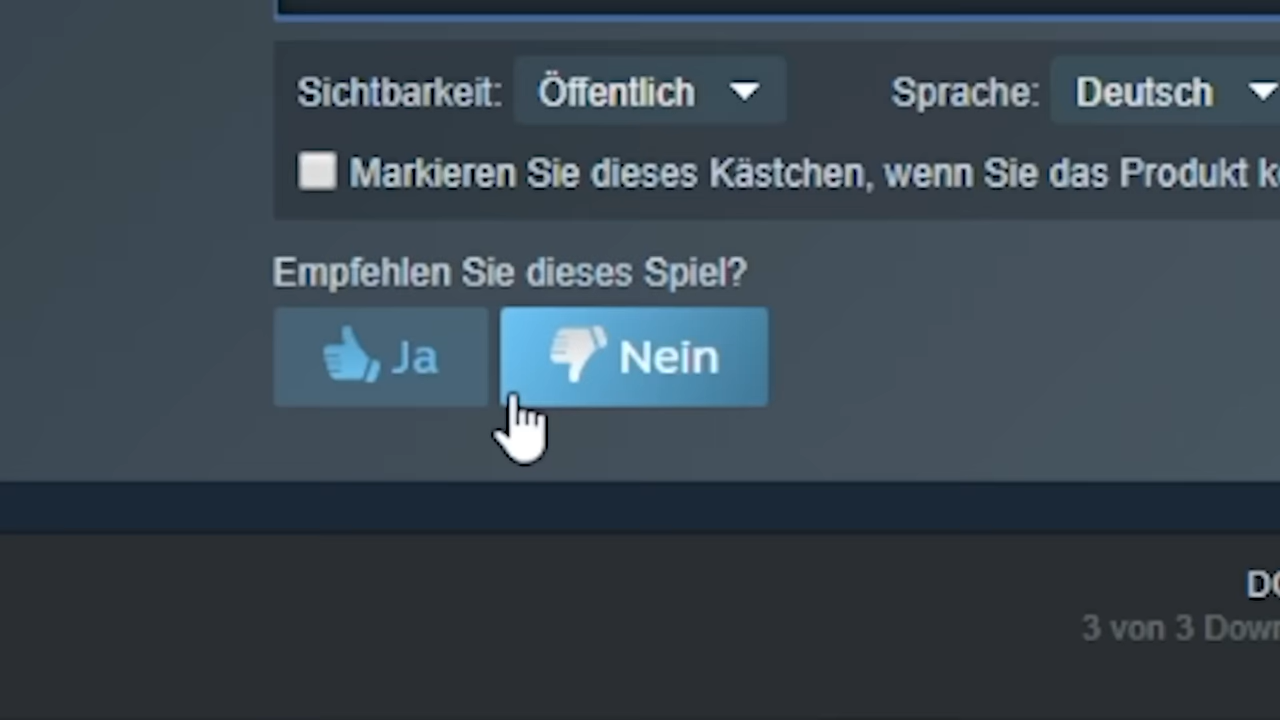 Sichtbarkeit: Öffentlich Sprache: Deutsch
Markieren Sie dieses Kästchen, wenn Sie das Produkt
Empfehlen Sie dieses Spiel?
Ja Nein
3 von 3